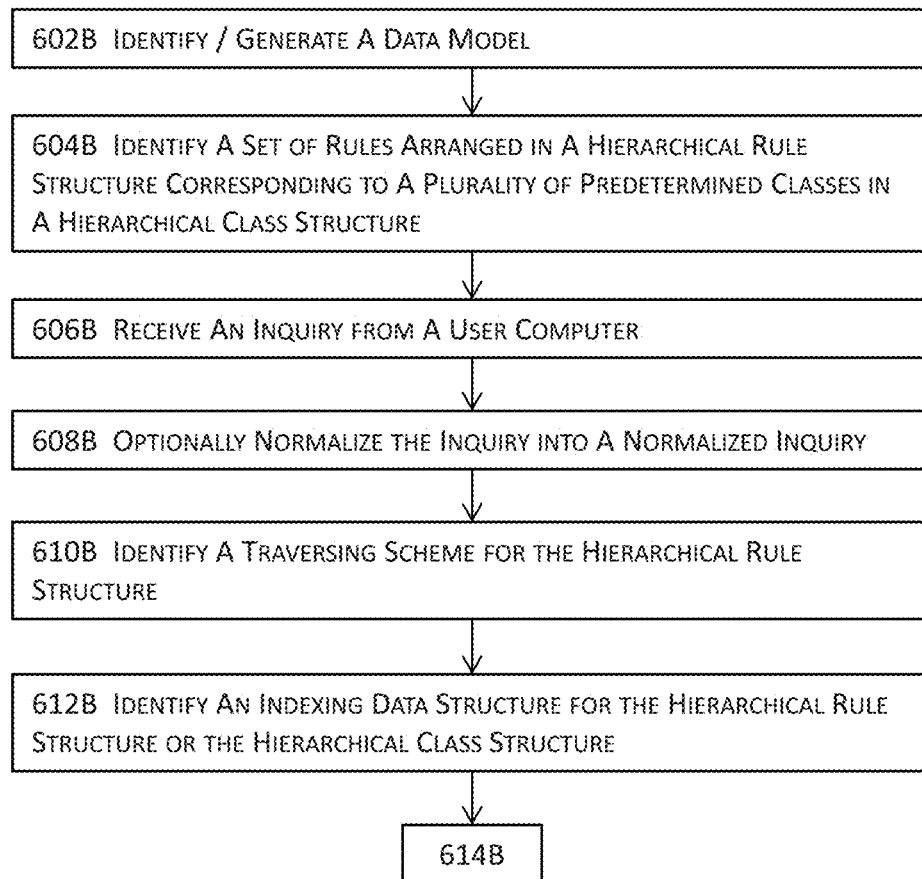 602B IDENTIFY / GENERATE A DATA MODEL
604B IDENTIFY A SET OF RULES ARRANGED IN A HIERARCHICAL RULE
STRUCTURE CORRESPONDING TO A PLURALITY OF PREDETERMINED CLASSES IN
A HIERARCHICAL CLASS STRUCTURE
606B RECEIVE AN INQUIRY FROM A USER COMPUTER
608B OPTIONALLY NORMALIZE THE INQUIRY INTO A NORMALIZED INQUIRY
610B IDENTIFY A TRAVERSING SCHEME FOR THE HIERARCHICAL RULE
STRUCTURE
612B IDENTIFY AN INDEXING DATA STRUCTURE FOR THE HIERARCHICAL RULE
STRUCTURE OR THE HIERARCHICAL CLASS STRUCTURE
614B